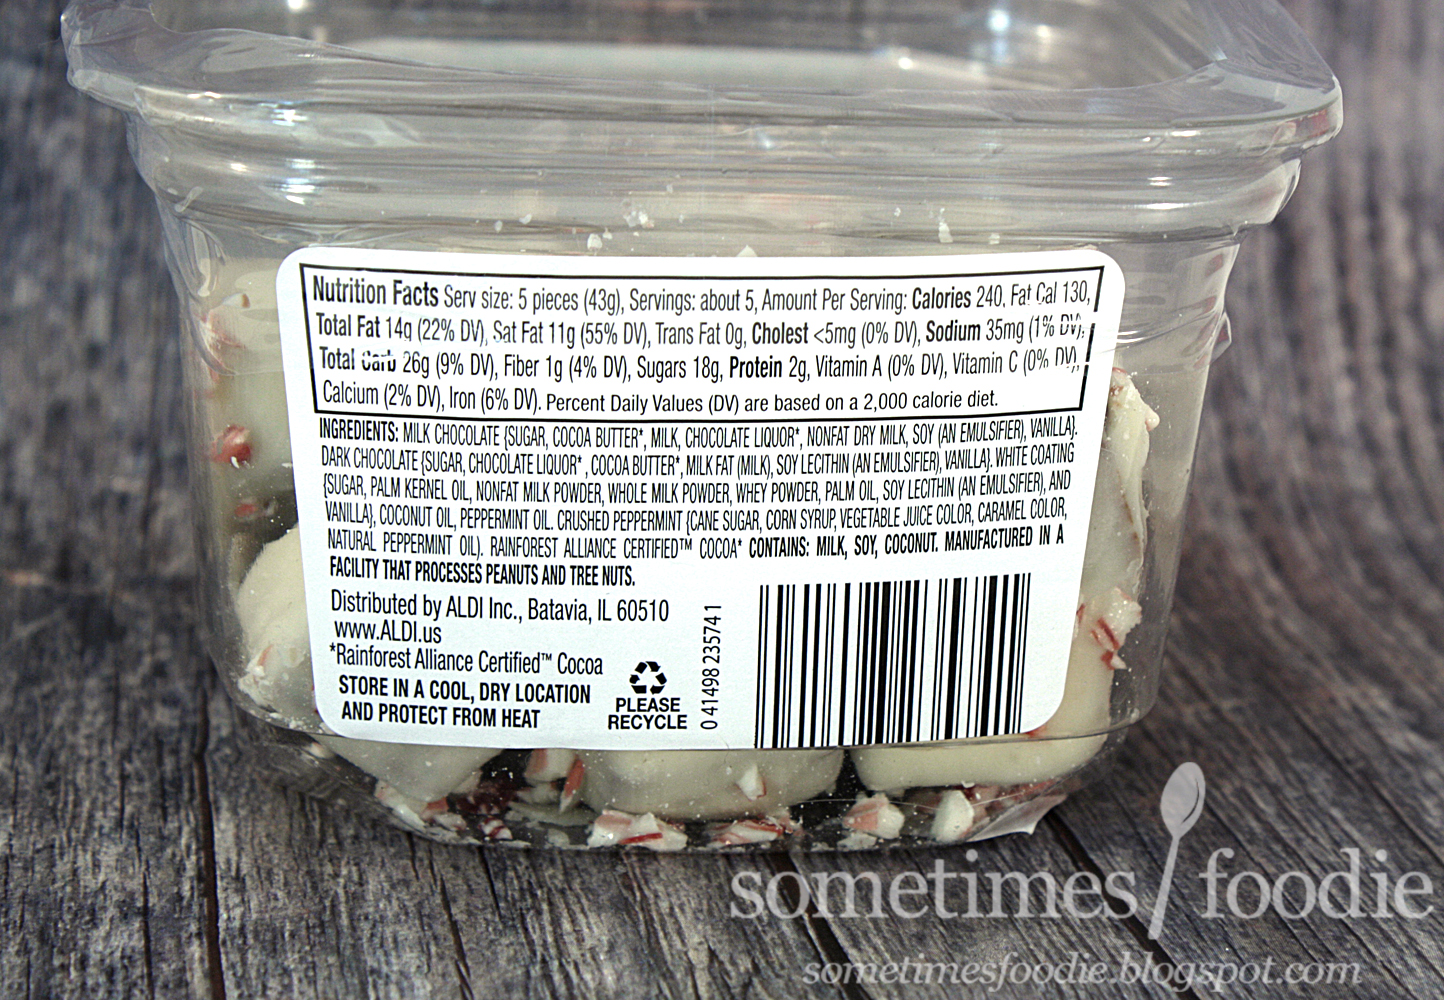 Nutrition Facts Serv size: 5 pieces (43g), Servings: about 5, Amount Per Serving: Calories 240, Fat Cal 130,
Total Fat 14g (22% DV), Sat Fat 11g (55% DV), Trans Fat 0g, Cholest <5mg (0% DV), Sodium 35mg (1% DV),
Total Carb 26g (9% DV), Fiber 1g (4% DV), Sugars 18g, Protein 2g, Vitamin A (0% DV), Vitamin C (0% DV),
Calcium (2% DV), Iron (6% DV). Percent Daily Values (DV) are based on a 2,000 calorie diet.
INGREDIENTS: MILK CHOCOLATE {SUGAR, COCOA BUTTER*, MILK, CHOCOLATE LIQUOR*, NONFAT DRY MILK, SOY (AN EMULSIFIER), VANILLA}.
DARK CHOCOLATE {SUGAR, CHOCOLATE LIQUOR* , COCOA BUTTER*, MILK FAT (MILK), SOY LECITHIN (AN EMULSIFIER), VANILLA}. WHITE COATING
{SUGAR, PALM KERNEL OIL, NONFAT MILK POWDER, WHOLE MILK POWDER, WHEY POWDER, PALM OIL, SOY LECITHIN (AN EMULSIFIER), AND
VANILLA}, COCONUT OIL, PEPPERMINT OIL. CRUSHED PEPPERMINT {CANE SUGAR, CORN SYRUP, VEGETABLE JUICE COLOR, CARAMEL COLOR,
NATURAL PEPPERMINT OIL). RAINFOREST ALLIANCE CERTIFIED™ COCOA* CONTAINS: MILK, SOY, COCONUT. MANUFACTURED IN A
FACILITY THAT PROCESSES PEANUTS AND TREE NUTS.
Distributed by ALDI Inc., Batavia, IL 60510
www.ALDI.us
*Rainforest Alliance Certified™ Cocoa
STORE IN A COOL, DRY LOCATION
AND PROTECT FROM HEAT
PLEASE
RECYCLE
0 41498 23574 1
sometimes foodie
sometimesfoodie.blogspot.com